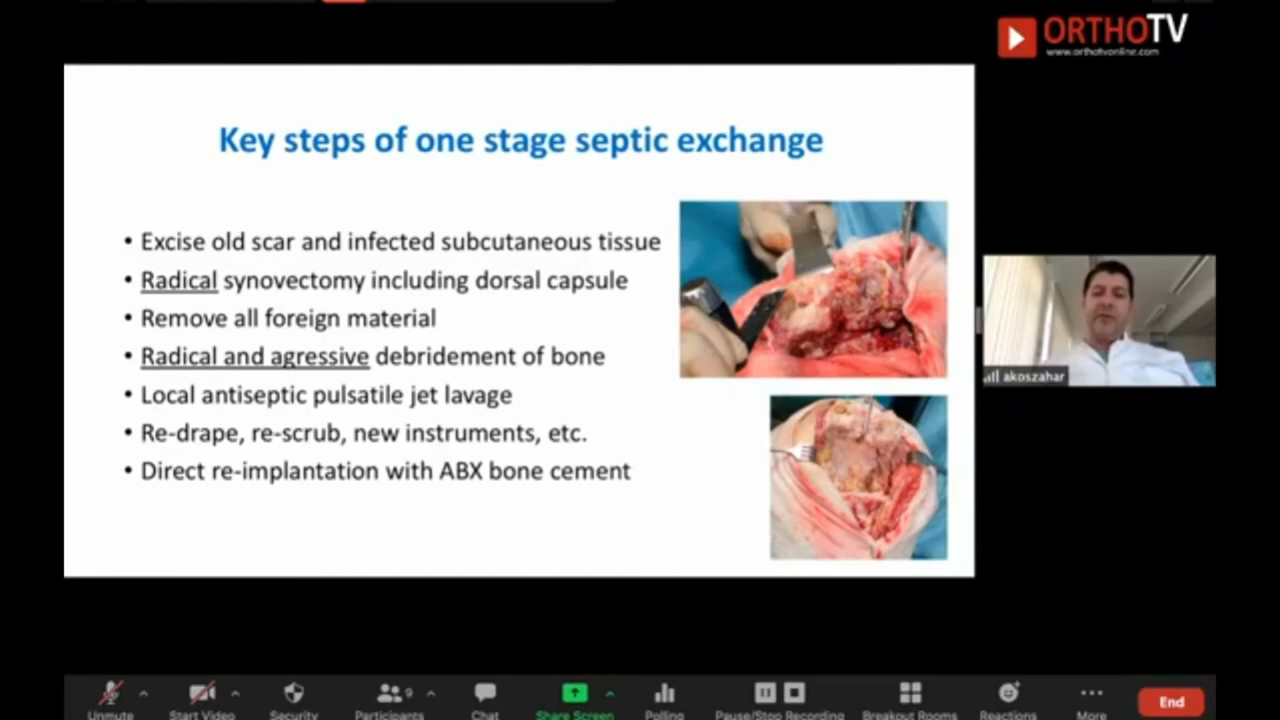 ORTHOTV
www.orthotvonline.com
Key steps of one stage septic exchange
• Excise old scar and infected subcutaneous tissue
• Radical synovectomy including dorsal capsule
• Remove all foreign material
• Radical and agressive debridement of bone
• Local antiseptic pulsatile jet lavage
• Re-drape, re-scrub, new instruments, etc.
• Direct re-implantation with ABX bone cement
akoszahar
9
Unmute
Start Video
Security
Participants
Chat
Share Screen
Polling
Pause/Stop Recording
Breakout Rooms
Reactions
More
End